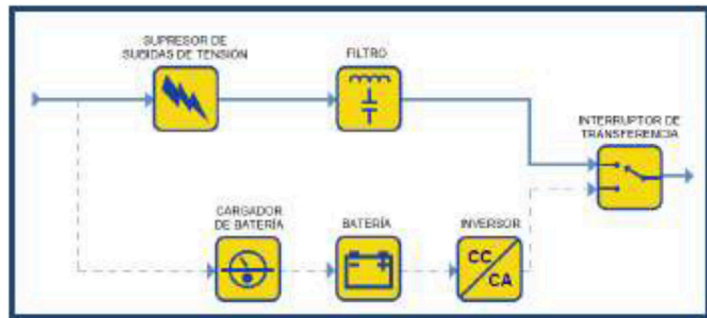 SUPRESOR DE
SUBIDAS DE TENSIÓN
FILTRO
INTERRUPTOR DE
TRANSFERENCIA
CARGADOR
DE BATERÍA
BATERÍA
INVERSOR
CC
CA